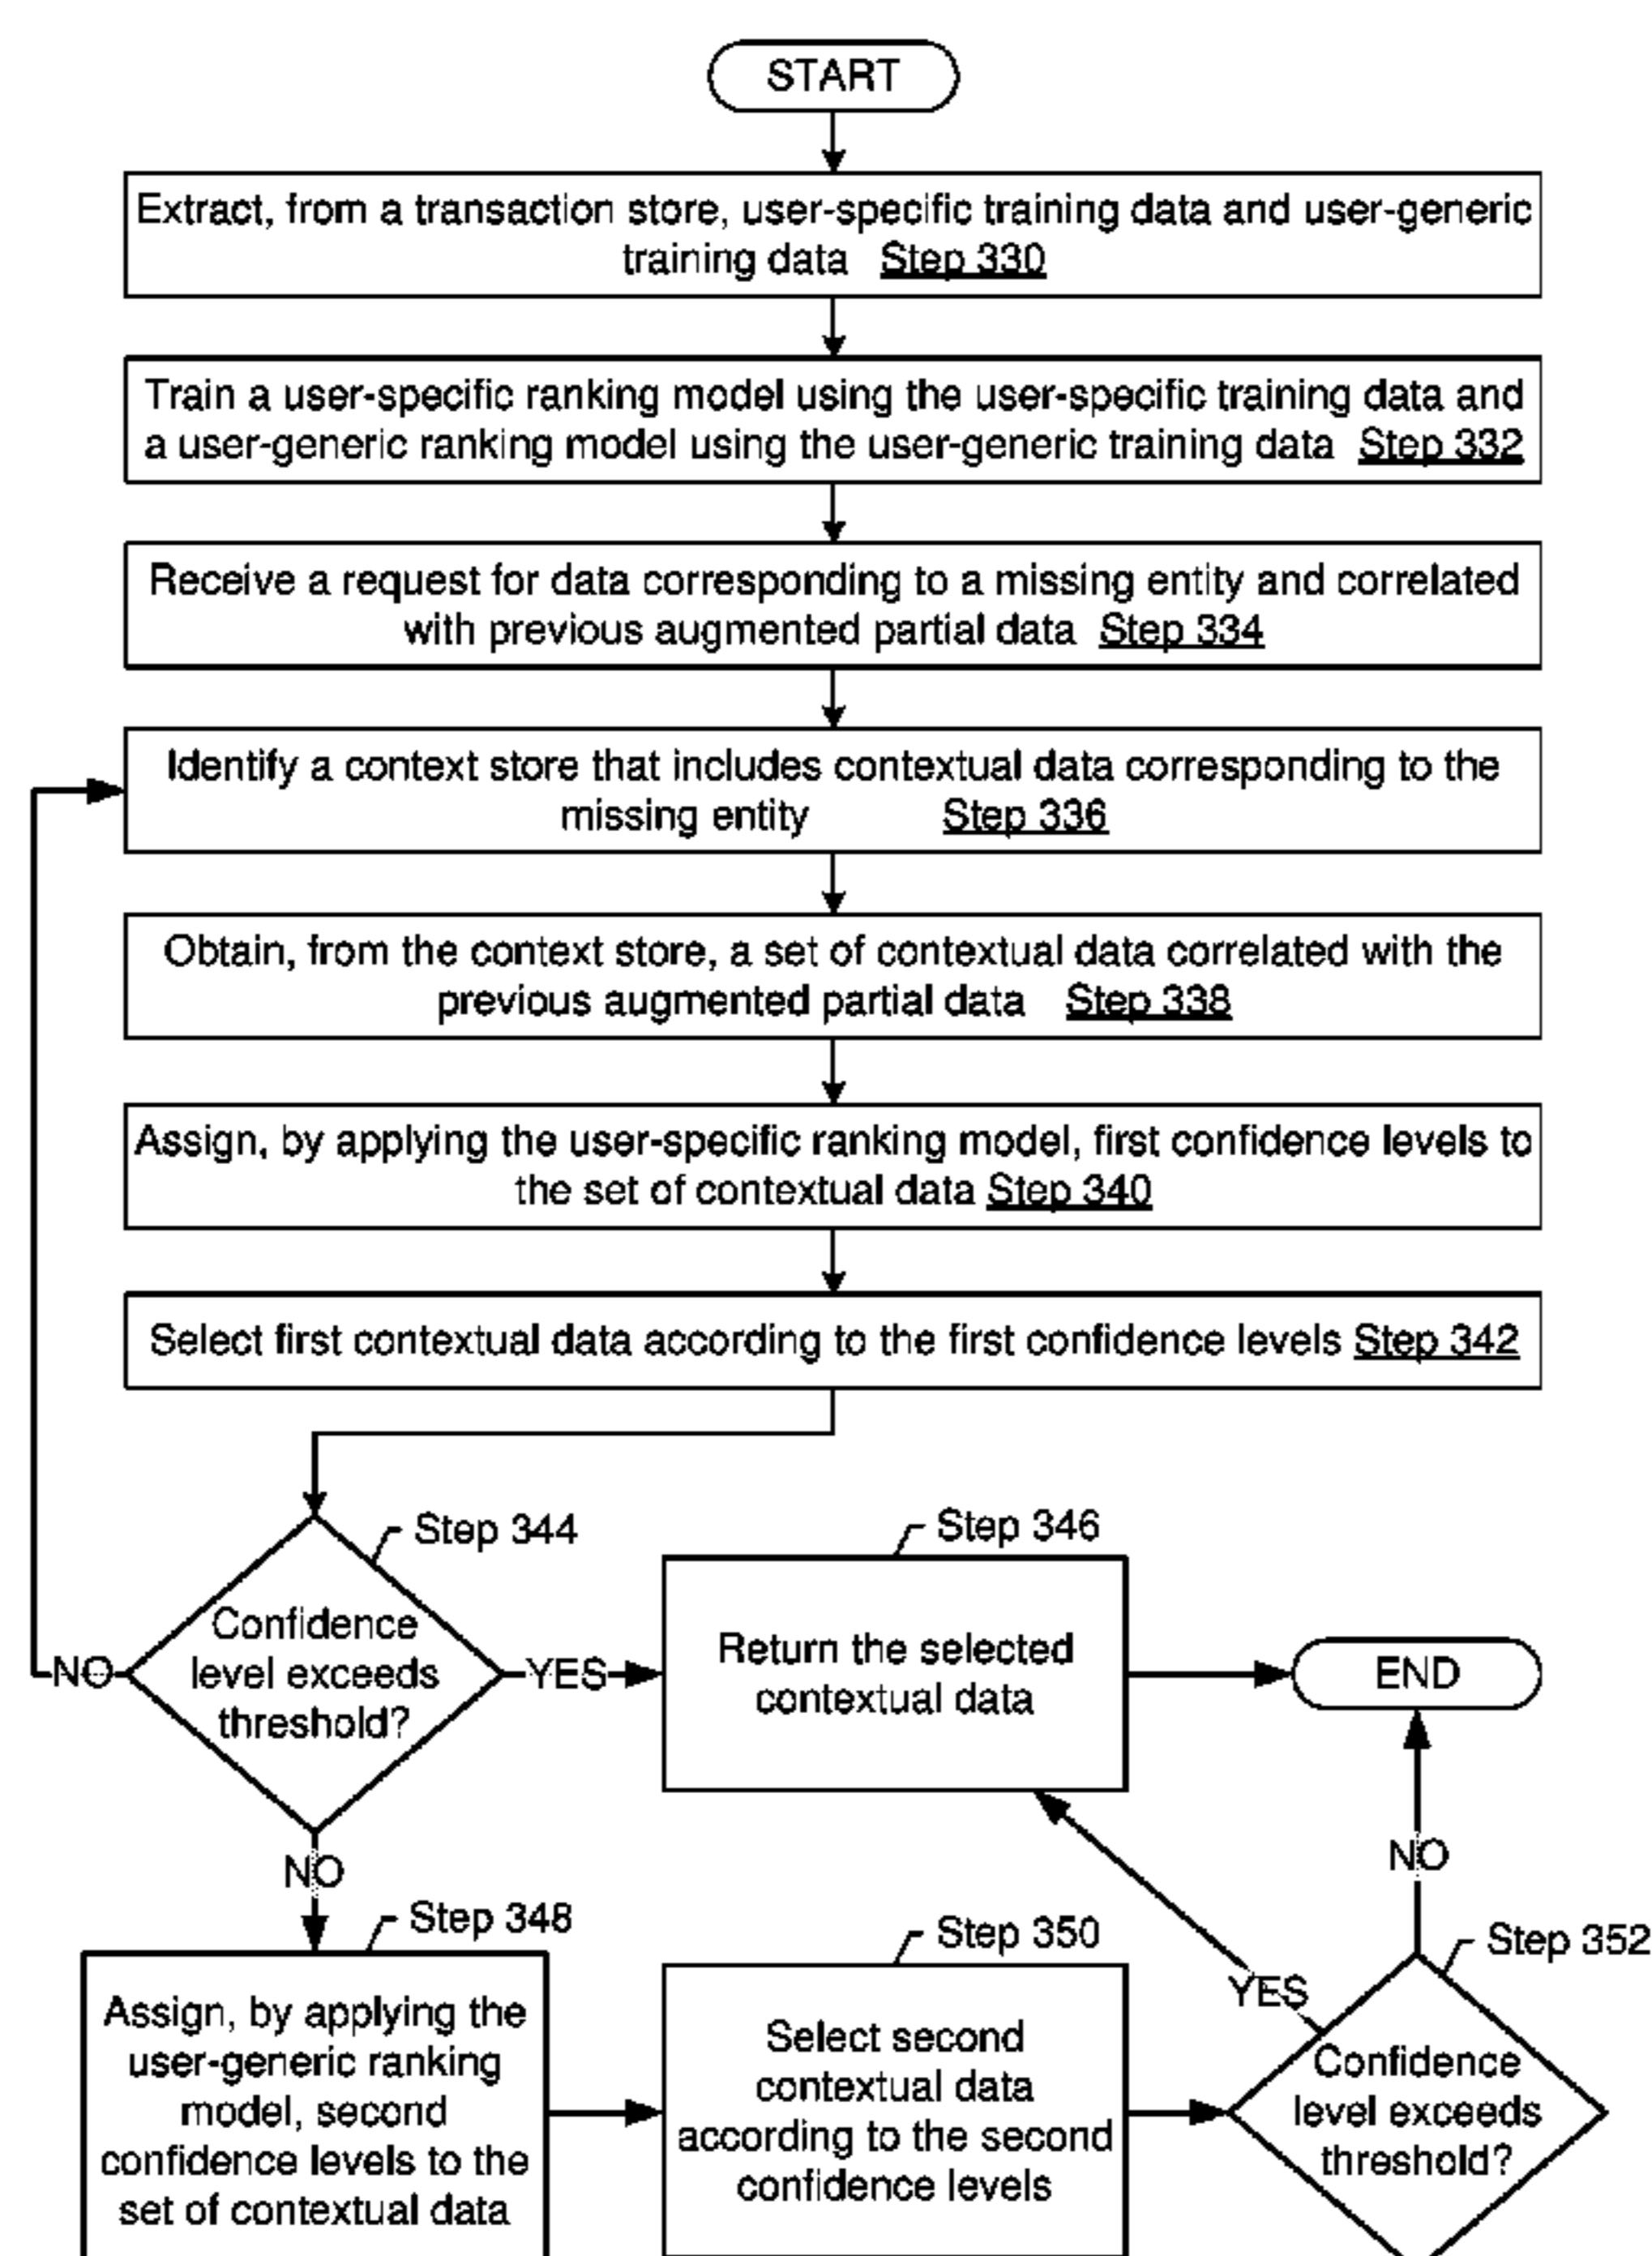 START
Extract, from a transaction store, user-specific training data and user-generic
training data Step 330
Train a user-specific ranking model using the user-specific training data and
a user-generic ranking model using the user-generic training data Step 332
Receive a request for data corresponding to a missing entity and correlated
with previous augmented partial data Step 334
Identify a context store that includes contextual data corresponding to the
missing entity Step 336
Obtain, from the context store, a set of contextual data correlated with the
previous augmented partial data Step 338
Assign, by applying the user-specific ranking model, first confidence levels to
the set of contextual data Step 340
Select first contextual data according to the first confidence levels Step 342
Step 344
Confidence
level exceeds
threshold?
NO
YES
NO
Step 346
Return the selected
contextual data
END
Step 348
Assign, by applying the
user-generic ranking
model, second
confidence levels to the
set of contextual data
Step 350
Select second
contextual data
according to the second
confidence levels
Step 352
Confidence
level exceeds
threshold?
YES
NO